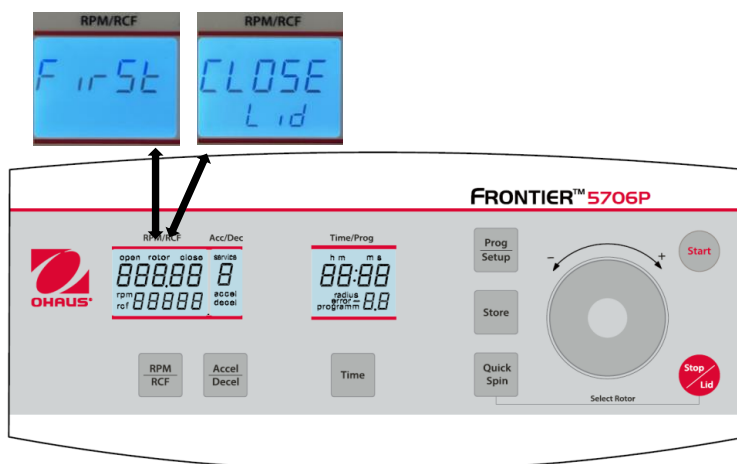 RPM/RCF
RPM/RCF
FirSt
CLOSE
Lid
FRONTIER™ 5706P
RPM/RCF
Acc/Dec
Time/Prog
open rotor close
service
888.88
8
rpm
rcf
88888
accel
decel
h m m s
88:88
radius
error
programm
8.8
OHAUS®
RPM
RCF
Accel
Decel
Time
Prog
Setup
Store
Quick
Spin
-
+
Start
Stop
Lid
Select Rotor